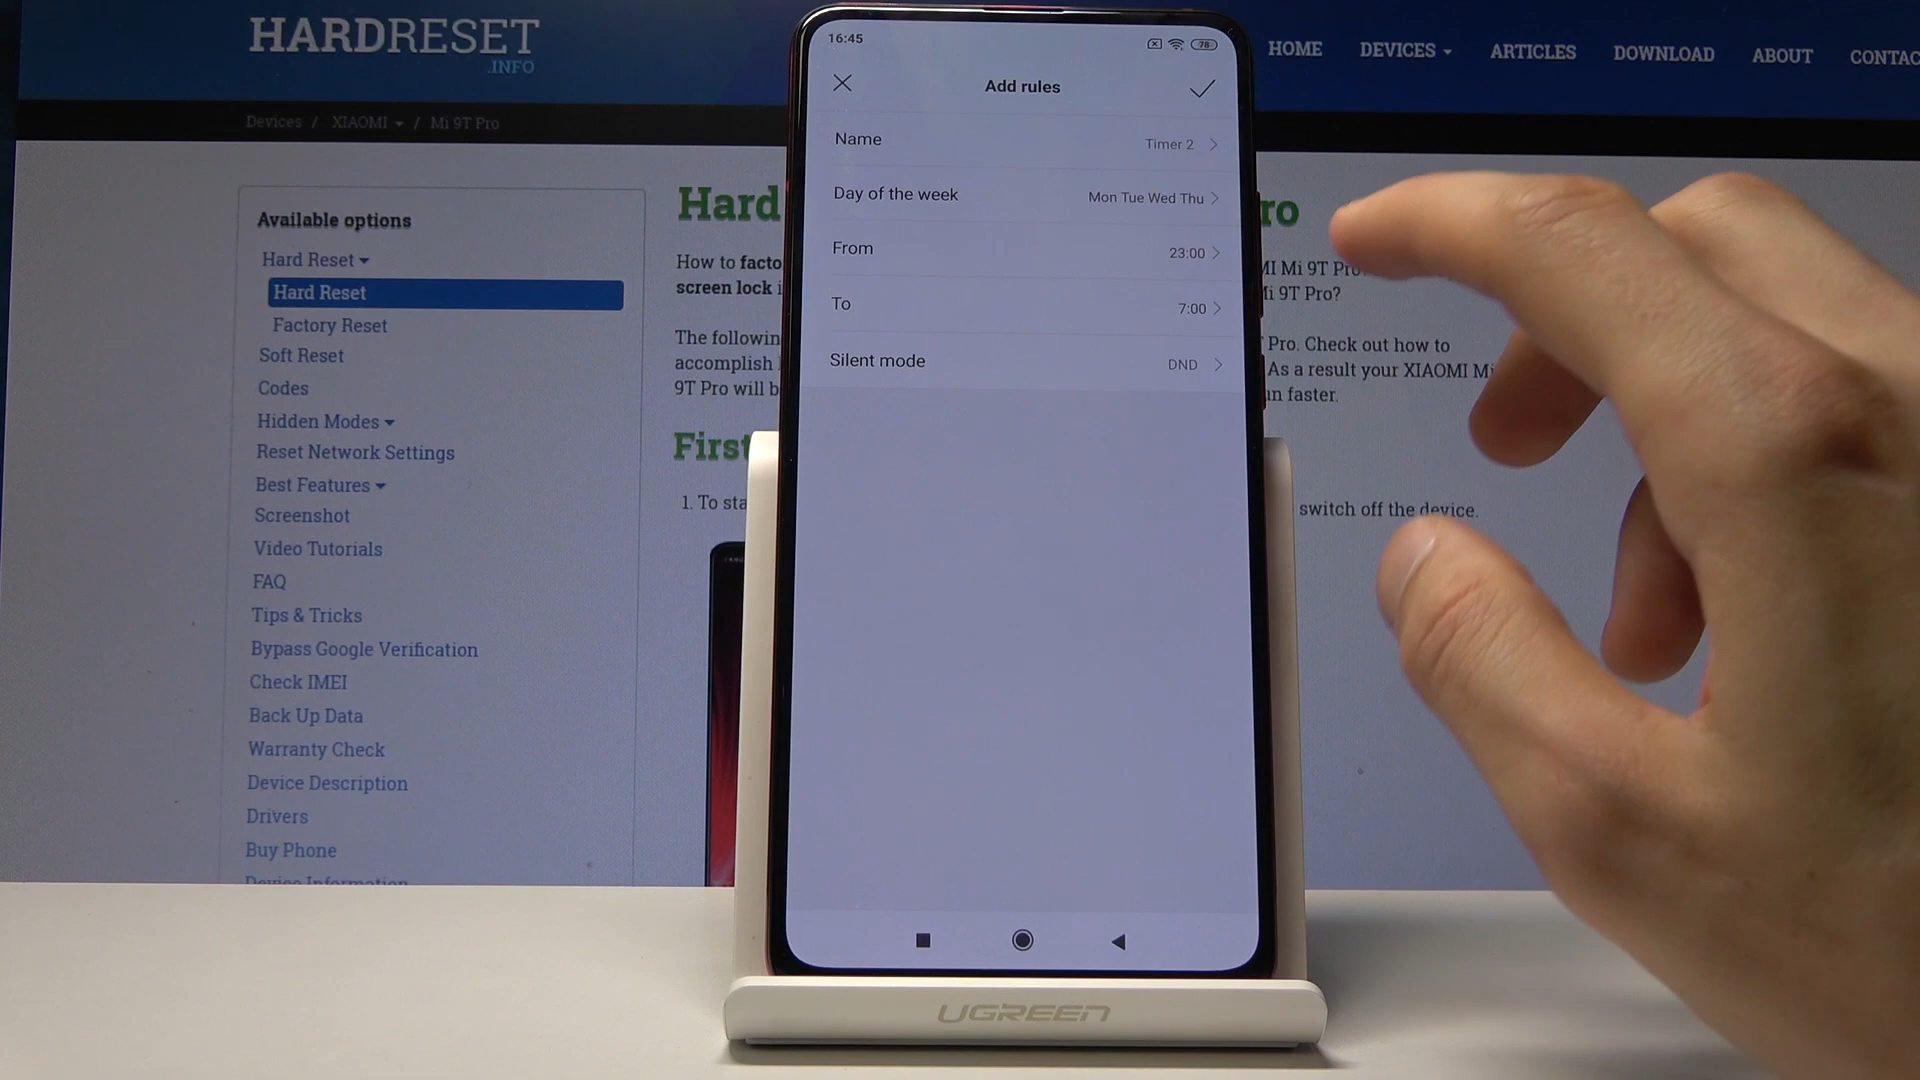 HARDRESET
.INFO
HOME DEVICES ARTICLES DOWNLOAD ABOUT CONTAC
Devices / XIAOMI / Mi 9T Pro
Available options
Hard Reset
Hard Reset
Factory Reset
Soft Reset
Codes
Hidden Modes
Reset Network Settings
Best Features
Screenshot
Video Tutorials
FAQ
Tips & Tricks
Bypass Google Verification
Check IMEI
Back Up Data
Warranty Check
Device Description
Drivers
Buy Phone
Device Information
Hard
ro
How to facto
MI Mi 9T Pro
screen lock i
Mi 9T Pro?
The followin
Pro. Check out how to
accomplish
As a result your XIAOMI Mi
9T Pro will b
un faster.
First
1. To sta
switch off the device.
16:45
78
Add rules
Name Timer 2
Day of the week Mon Tue Wed Thu
From 23:00
To 7:00
Silent mode DND
UGREEN